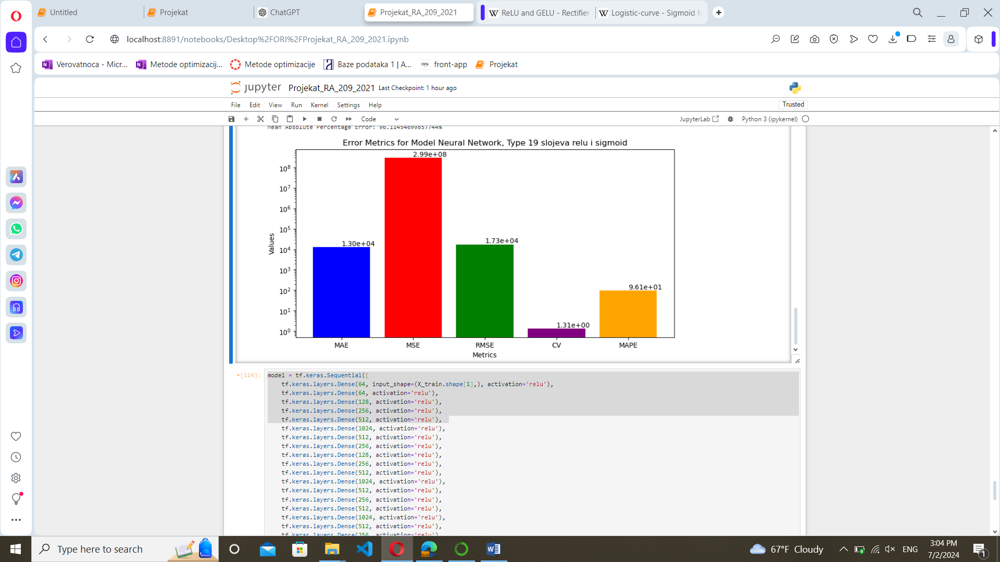 Untitled
Projekat
ChatGPT
Projekat_RA_209_2021
ReLU and GELU - Rectifier
Logistic-curve - Sigmoid fu
localhost:8891/notebooks/Desktop%2FORI%2FProjekat_RA_209_2021.ipynb
Verovatnoca - Micr...
Metode optimizacij...
Metode optimizacije
Baze podataka 1 | A...
front-app
Projekat
jupyter
Projekat_RA_209_2021
Last Checkpoint: 1 hour ago
File
Edit
View
Run
Kernel
Settings
Help
Trusted
Code
JupyterLab
Python 3 (ipykernel)
Mean Absolute Percentage Error: 96.11454699857744%
Error Metrics for Model Neural Network, Type 19 slojeva relu i sigmoid
2.99e+08
10^8
10^7
10^6
10^5
1.73e+04
1.30e+04
10^4
10^3
10^2
9.61e+01
10^1
1.31e+00
10^0
Values
MAE
MSE
RMSE
CV
MAPE
Metrics
[114]:
model = tf.keras.Sequential([
tf.keras.layers.Dense(64, input_shape=(X_train.shape[1],), activation='relu'),
tf.keras.layers.Dense(64, activation='relu'),
tf.keras.layers.Dense(128, activation='relu'),
tf.keras.layers.Dense(256, activation='relu'),
tf.keras.layers.Dense(512, activation='relu'),
tf.keras.layers.Dense(1024, activation='relu'),
tf.keras.layers.Dense(512, activation='relu'),
tf.keras.layers.Dense(256, activation='relu'),
tf.keras.layers.Dense(128, activation='relu'),
tf.keras.layers.Dense(256, activation='relu'),
tf.keras.layers.Dense(512, activation='relu'),
tf.keras.layers.Dense(1024, activation='relu'),
tf.keras.layers.Dense(512, activation='relu'),
tf.keras.layers.Dense(256, activation='relu'),
tf.keras.layers.Dense(512, activation='relu'),
tf.keras.layers.Dense(1024, activation='relu'),
tf.keras.layers.Dense(512, activation='relu'),
tf.keras.layers.Dense(256, activation='relu')
Type here to search
67°F Cloudy
ENG
3:04 PM
7/2/2024
1